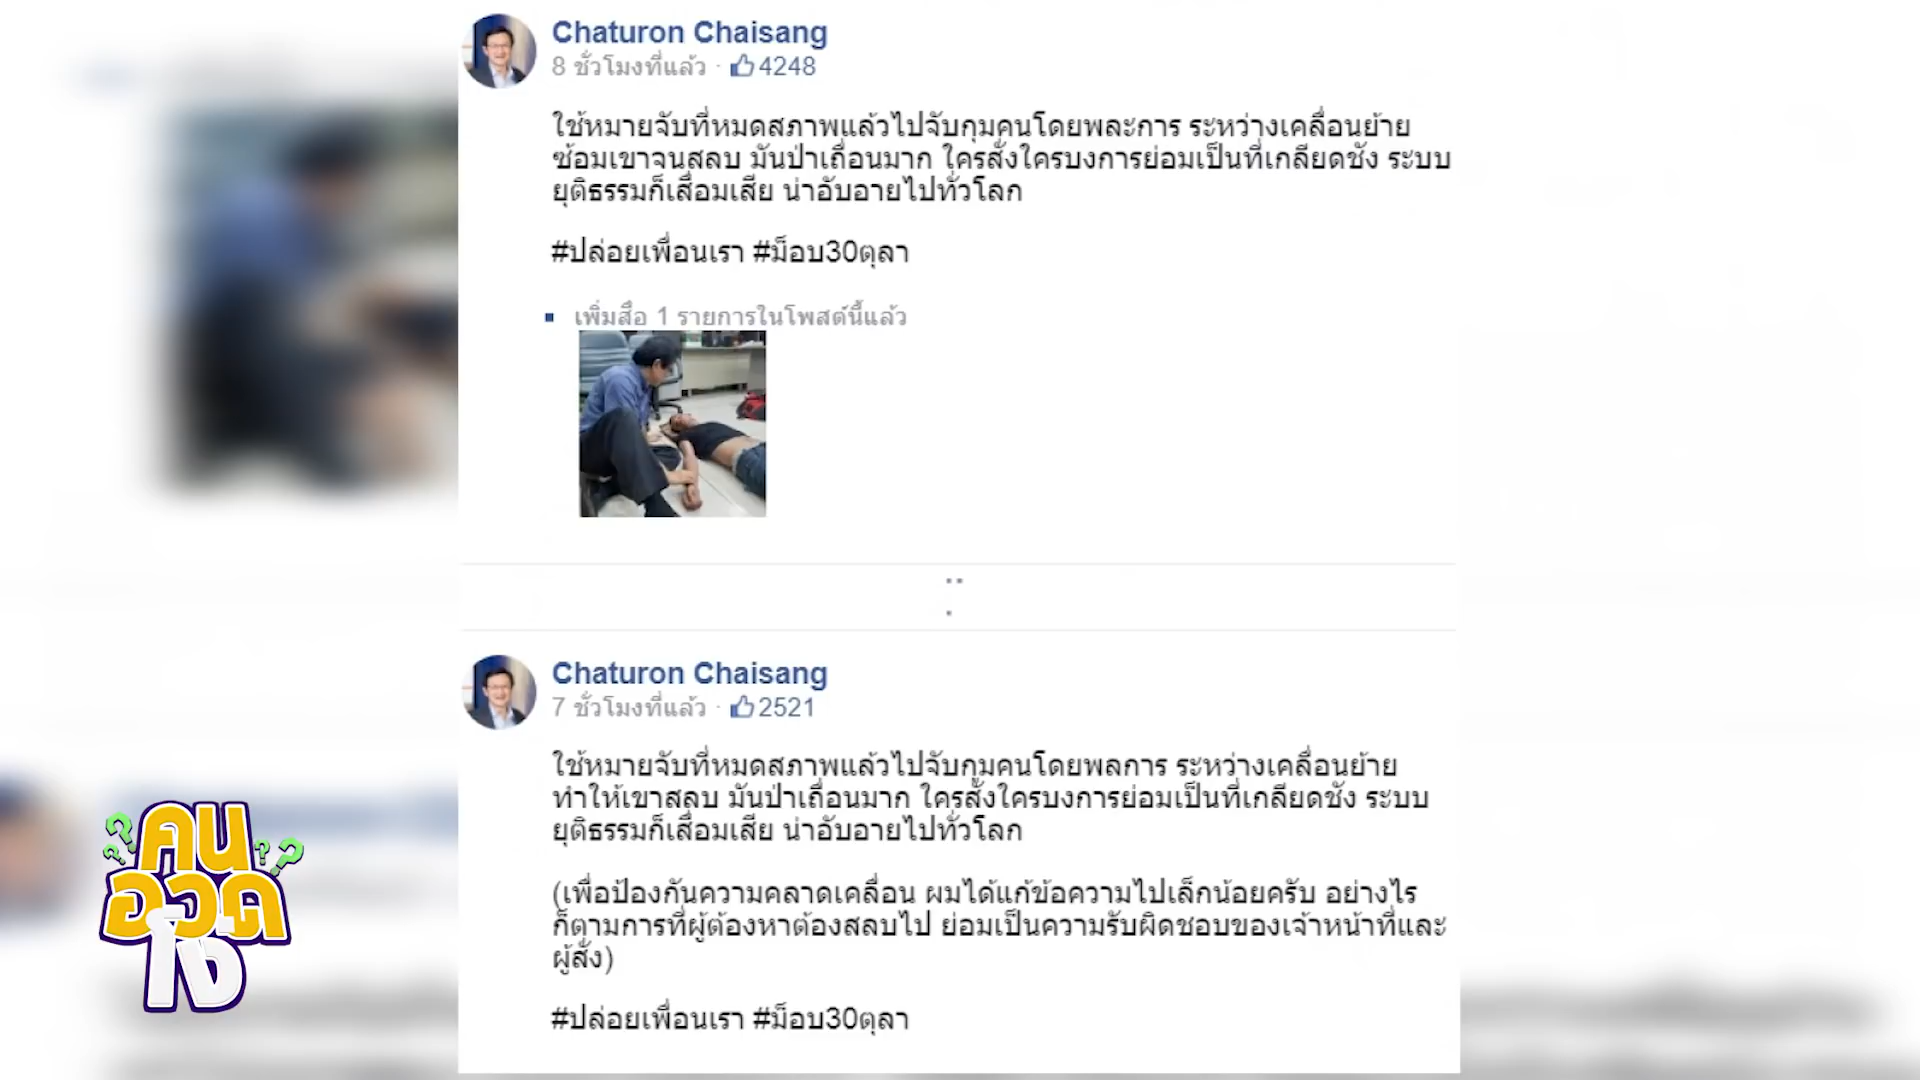 Chaturon Chaisang
8 ชั่วโมงที่แล้ว · 4248
ใช้หมายจับที่หมดสภาพแล้วไปจับกุมคนโดยพละการ ระหว่างเคลื่อนย้าย
ซ้อมเขาจนสลบ มันป่าเถื่อนมาก ใครสั่งใครบงการย่อมเป็นที่เกลียดชัง ระบบ
ยุติธรรมก็เสื่อมเสีย น่าอับอายไปทั่วโลก
#ปล่อยเพื่อนเรา #ม็อบ30ตุลา
เพิ่มสื่อ 1 รายการในโพสต์นี้แล้ว
Chaturon Chaisang
7 ชั่วโมงที่แล้ว · 2521
ใช้หมายจับที่หมดสภาพแล้วไปจับกุมคนโดยพลการ ระหว่างเคลื่อนย้าย
ทำให้เขาสลบ มันป่าเถื่อนมาก ใครสั่งใครบงการย่อมเป็นที่เกลียดชัง ระบบ
ยุติธรรมก็เสื่อมเสีย น่าอับอายไปทั่วโลก
(เพื่อป้องกันความคลาดเคลื่อน ผมได้แก้ข้อความไปเล็กน้อยครับ อย่างไร
ก็ตามการที่ผู้ต้องหาต้องสลบไป ย่อมเป็นความรับผิดชอบของเจ้าหน้าที่และ
ผู้สั่ง)
#ปล่อยเพื่อนเรา #ม็อบ30ตุลา
คน
อวด
โง่